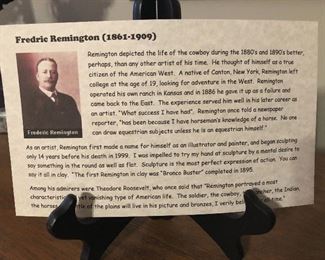 Fredric Remington (1861-1909)
Remington depicted the life of the cowboy during the 1880's and 1890's better,
perhaps, than any other artist of his time. He thought of himself as a true
citizen of the American West. A native of Canton, New York, Remington left
college at the age of 19, looking for adventure in the West. Remington
operated his own ranch in Kansas and in 1886 he gave it up as a failure and
came back to the East. The experience served him well in his later career as
an artist. "What success I have had", Remington once told a newspaper
reporter, "has been because I have horseman's knowledge of a horse. No one
can draw equestrian subjects unless he is an equestrian himself."
Frederic Remington
As an artist, Remington first made a name for himself as an illustrator and painter, and began sculpting
only 14 years before his death in 1999. I was impelled to try my hand at sculpture by a mental desire to
say something in the round as well as flat. Sculpture is the most perfect expression of action. You can
say it all in clay. "The first Remington in clay was "Bronco Buster" completed in 1895.
Among his admirers were Theodore Roosevelt, who once said that "Remington portrayed a most
characteristic yet vanishing type of American life. The soldier, the cowboy, the Indian,
the horses of the plains will live in his picture and bronzes, I verily all time."